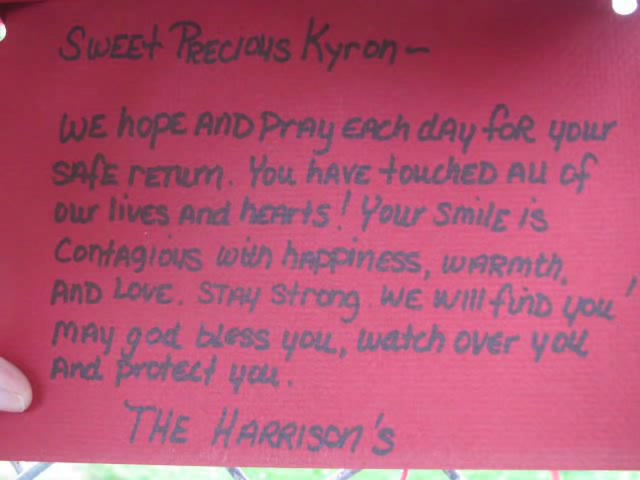 Sweet Precious Kyron~
We hope and pray each day for your
safe return. You have touched all of
our lives and hearts! Your smile is
contagious with happiness, warmth,
and love. Stay strong. We will find you!
May god bless you, watch over you
and protect you.
The Harrison's